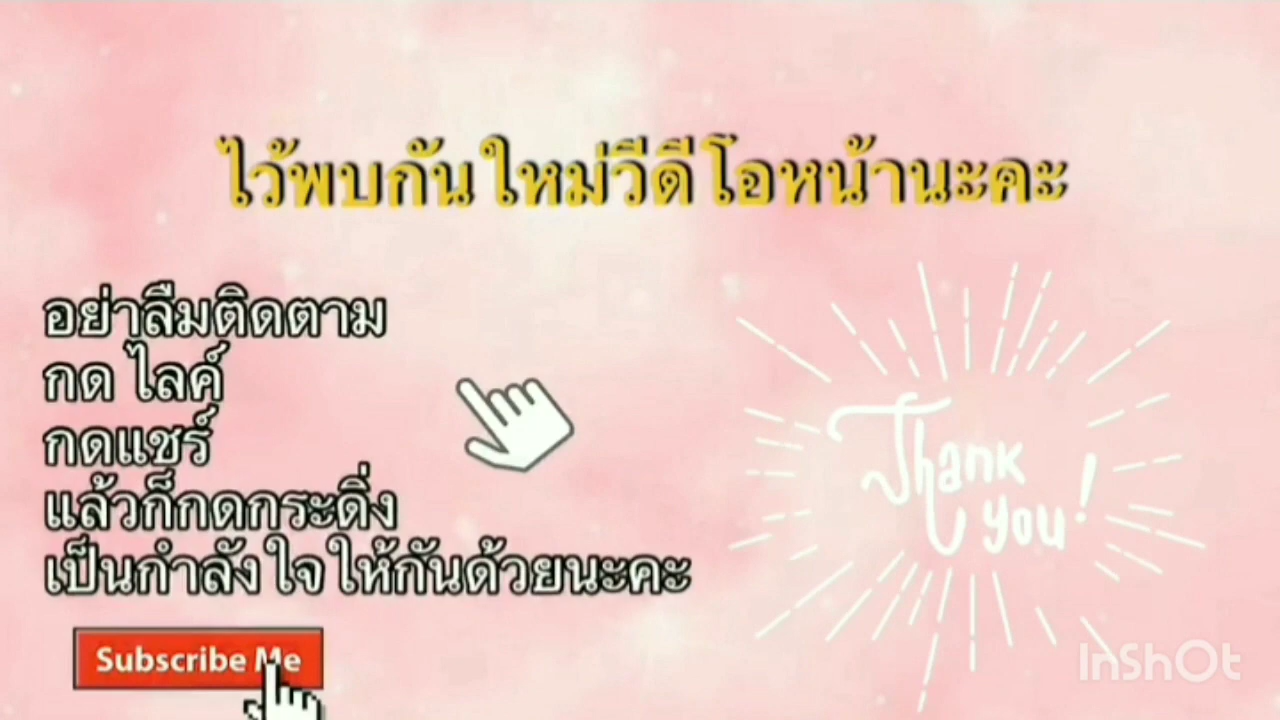 ไว้พบกันใหม่วีดีโอหน้านะคะ
อย่าลืมติดตาม
กด ไลค์
กดแชร์
แล้วก็กดกระดิ่ง
เป็นกำลังใจให้กันด้วยนะคะ
Thank
you!
Subscribe Me
InShOt